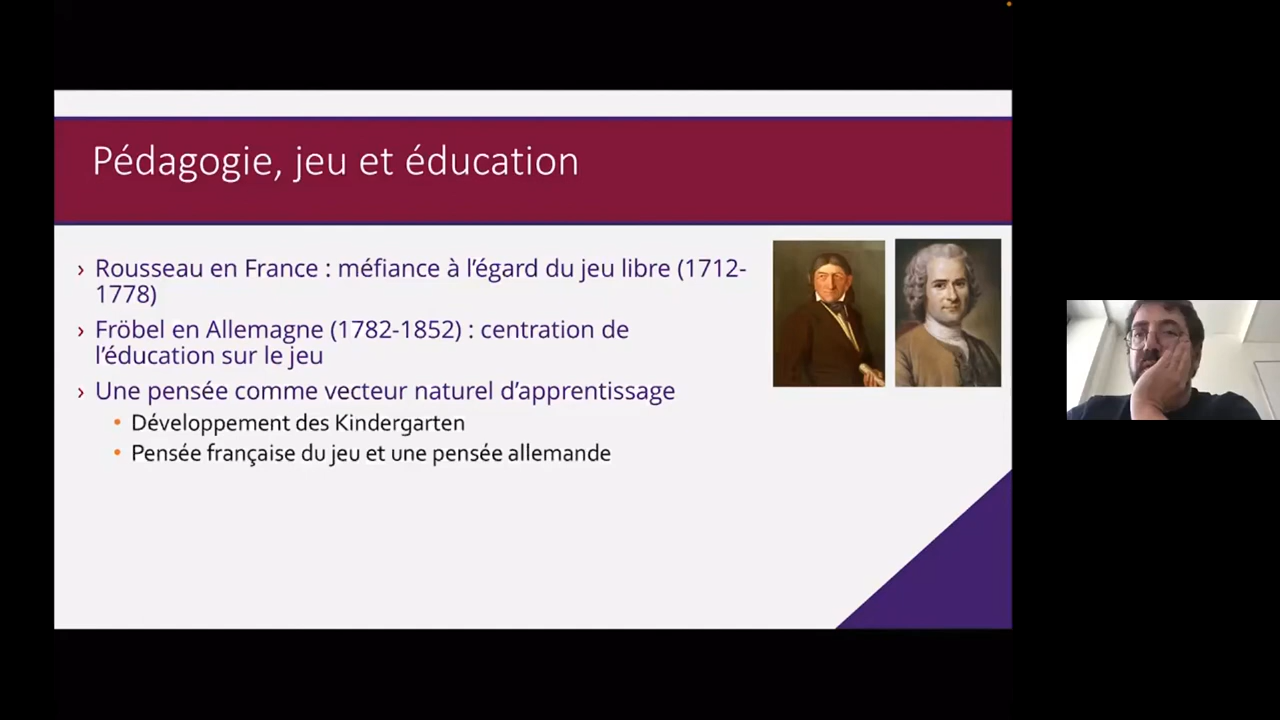 Pédagogie, jeu et éducation
› Rousseau en France : méfiance à l’égard du jeu libre (1712-
1778)
› Fröbel en Allemagne (1782-1852) : centration de
l’éducation sur le jeu
› Une pensée comme vecteur naturel d’apprentissage
• Développement des Kindergarten
• Pensée française du jeu et une pensée allemande